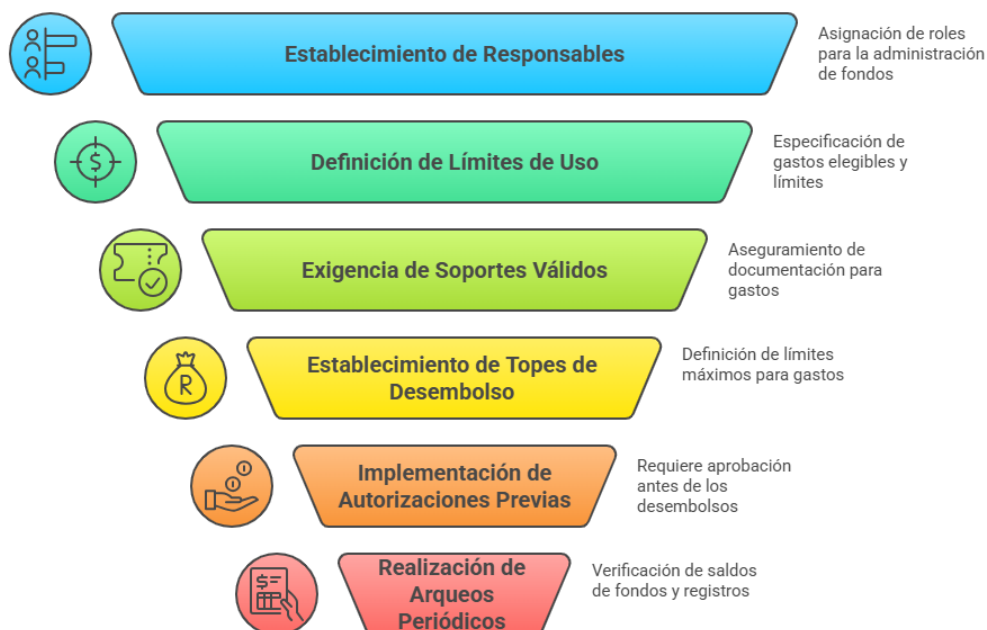 Establecimiento de Responsables
Asignación de roles
para la administración
de fondos
Definición de Límites de Uso
Especificación de
gastos elegibles y
límites
$
Exigencia de Soportes Válidos
Aseguramiento de
documentación para
gastos
Establecimiento de Topes de
Desembolso
Definición de límites
máximos para gastos
R
Implementación de
Autorizaciones Previas
Requiere aprobación
antes de los
desembolsos
Realización de
Arqueos
Periódicos
Verificación de saldos
de fondos y registros
$